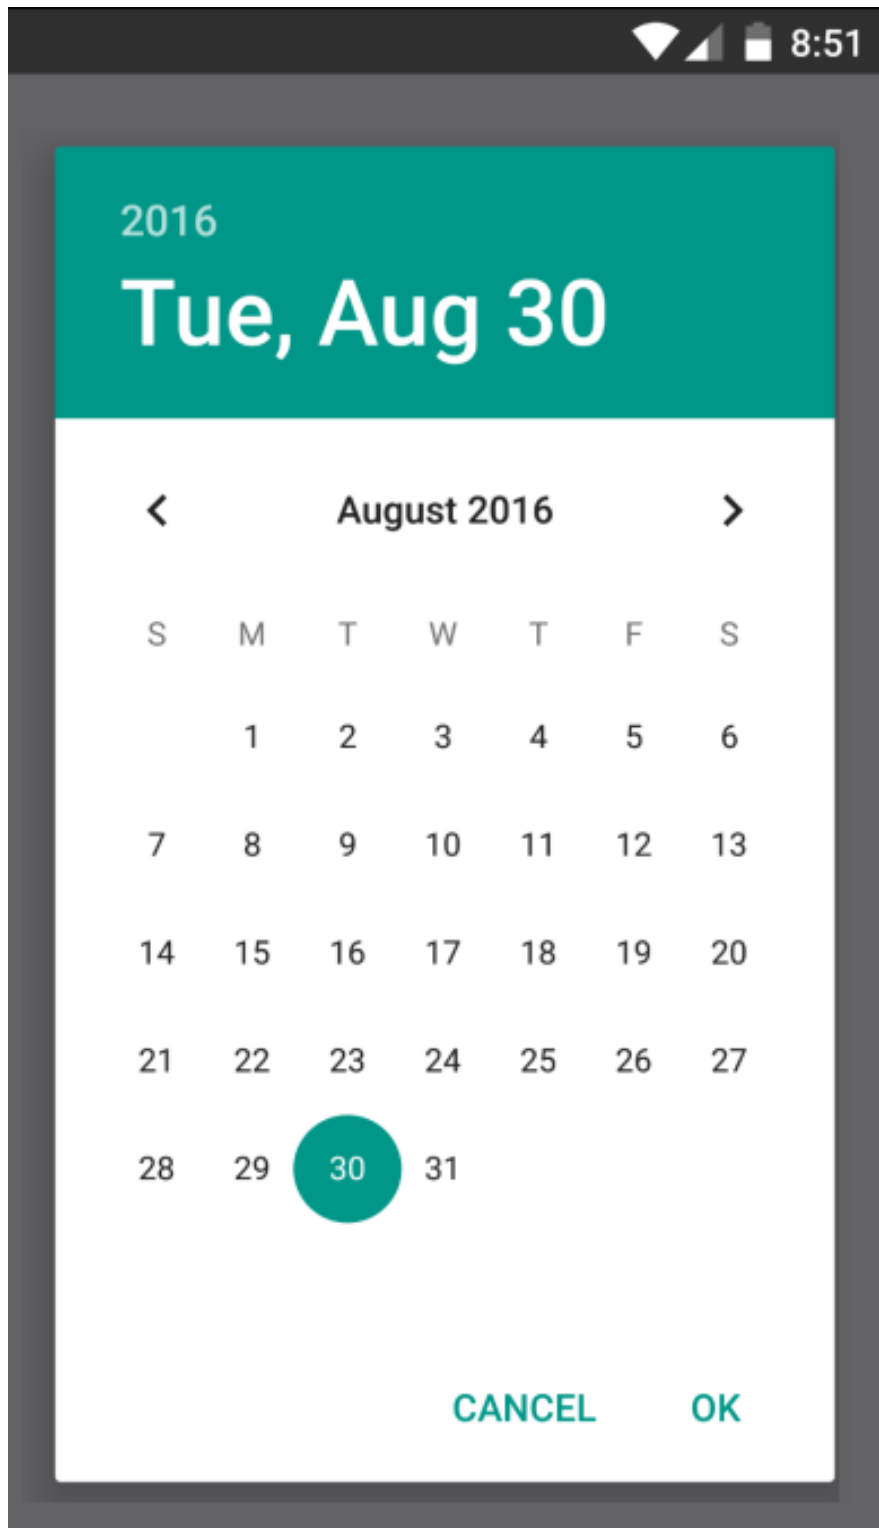 8:51
2016
Tue, Aug 30
August 2016
S M T W T F S
1 2 3 4 5 6
7 8 9 10 11 12 13
14 15 16 17 18 19 20
21 22 23 24 25 26 27
28 29 30 31
CANCEL OK